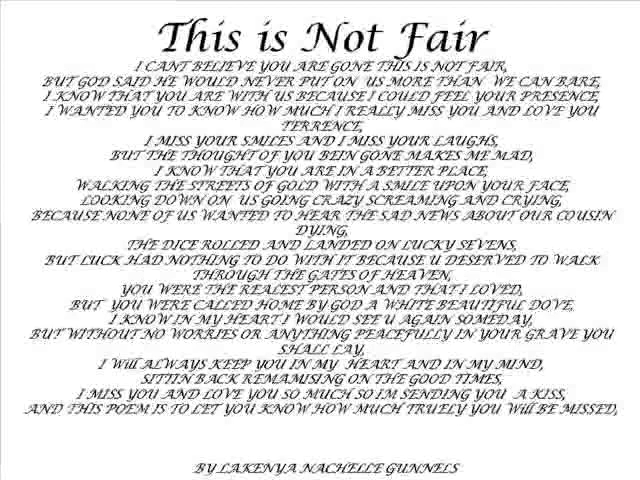 This is Not Fair
I CANT BELIEVE YOU ARE GONE THIS IS NOT FAIR,
BUT GOD SAID HE WOULD NEVER PUT ON US MORE THAN WE CAN BARE,
I KNOW THAT YOU ARE WITH US BECAUSE I COULD FEEL YOUR PRESENCE,
I WANTED YOU TO KNOW HOW MUCH I REALLY MISS YOU AND LOVE YOU
TERRENCE,
I MISS YOUR SMILES AND I MISS YOUR LAUGHS,
BUT THE THOUGHT OF YOU BEIN GONE MAKES ME MAD,
I KNOW THAT YOU ARE IN A BETTER PLACE,
WALKING THE STREETS OF GOLD WITH A SMILE UPON YOUR FACE,
LOOKING DOWN ON US GOING CRAZY SCREAMING AND CRYING,
BECAUSE NONE OF US WANTED TO HEAR THE SAD NEWS ABOUT OUR COUSIN
DYING,
THE DICE ROLLED AND LANDED ON LUCKY SEVENS,
BUT LUCK HAD NOTHING TO DO WITH IT BECAUSE U DESERVED TO WALK
THROUGH THE GATES OF HEAVEN,
YOU WERE THE REALEST PERSON AND THAT I LOVED,
BUT YOU WERE CALLED HOME BY GOD A WHITE BEAUTIFUL DOVE,
I KNOW IN MY HEART I WOULD SEE U AGAIN SOMEDAY,
BUT WITHOUT NO WORRIES OR ANYTHING PEACEFULLY IN YOUR GRAVE YOU
SHALL LAY,
I Will ALWAYS KEEP YOU IN MY HEART AND IN MY MIND,
SITTIN BACK REMAMISING ON THE GOOD TIMES,
I MISS YOU AND LOVE YOU SO MUCH SO IM SENDING YOU A KISS,
AND THIS POEM IS TO LET YOU KNOW HOW MUCH TRUELY YOU Will BE MISSED,
BY LAKENYA NACHELLE GUNNELS